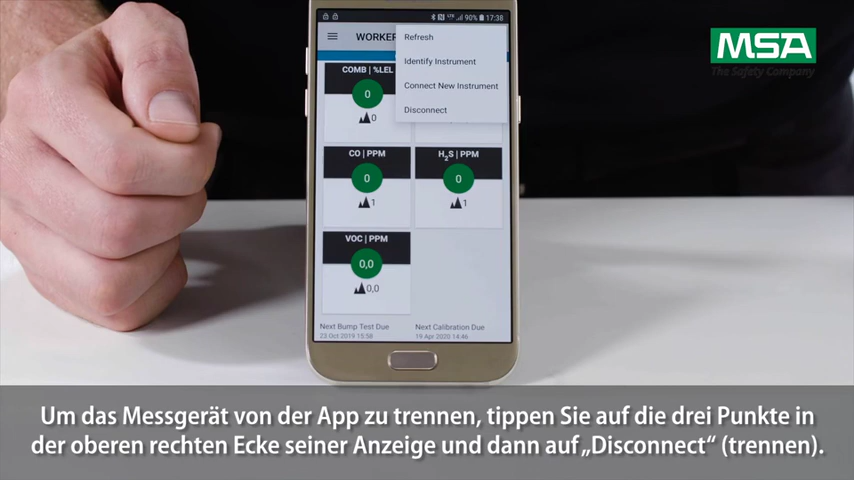 LTE 90% 17:38
WORKER
Refresh
Identify Instrument
Connect New Instrument
Disconnect
MSA
The Safety Company
COMB | %LEL
0
0
CO | PPM
0
1
H₂S | PPM
0
1
VOC | PPM
0,0
0,0
Next Bump Test Due
23 Oct 2019 15:58
Next Calibration Due
19 Apr 2020 14:46
Um das Messgerät von der App zu trennen, tippen Sie auf die drei Punkte in
der oberen rechten Ecke seiner Anzeige und dann auf „Disconnect“ (trennen).